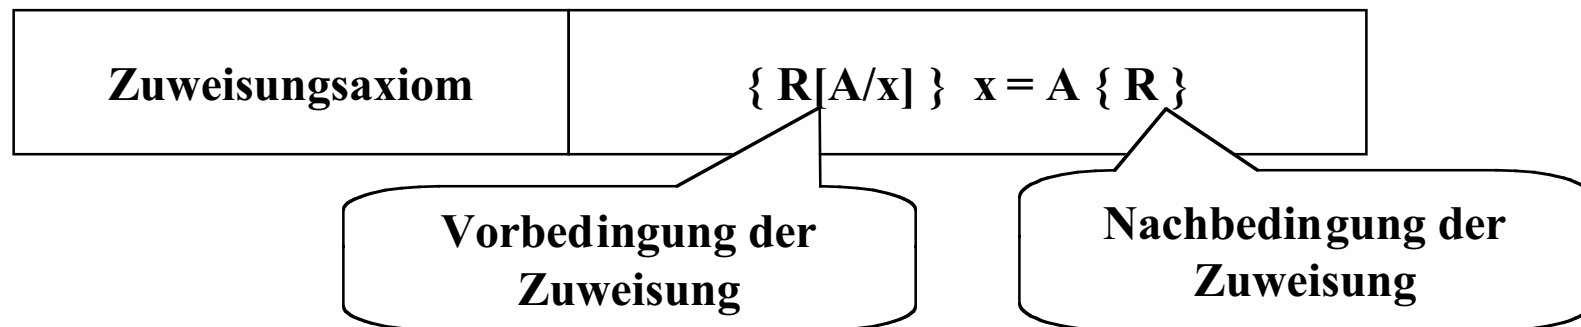 Zuweisungsaxiom
{ R[A/x] } x = A { R }
Vorbedingung der
Zuweisung
Nachbedingung der
Zuweisung